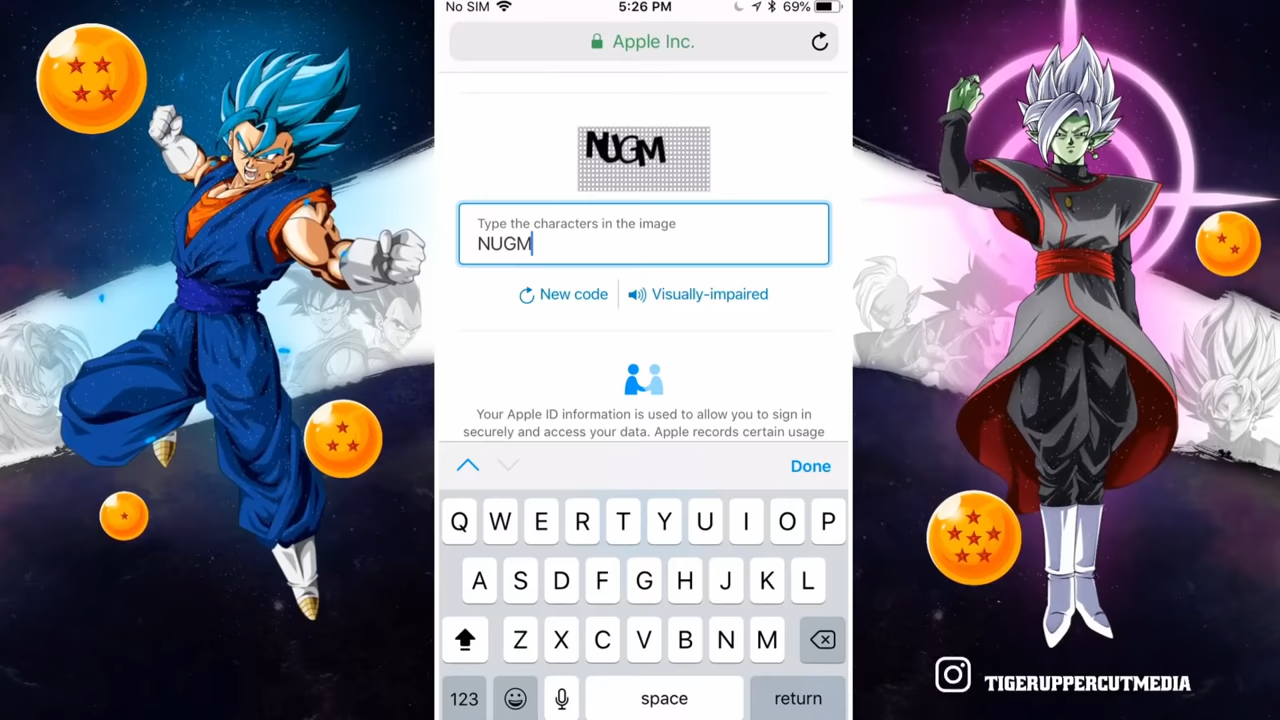 No SIM 5:26 PM 69%
Apple Inc.
NUGM
Type the characters in the image
NUGM
New code Visually-impaired
Your Apple ID information is used to allow you to sign in
securely and access your data. Apple records certain usage
Done
Q W E R T Y U I O P
A S D F G H J K L
Z X C V B N M
123 space return
TIGERUPPERCUTMEDIA